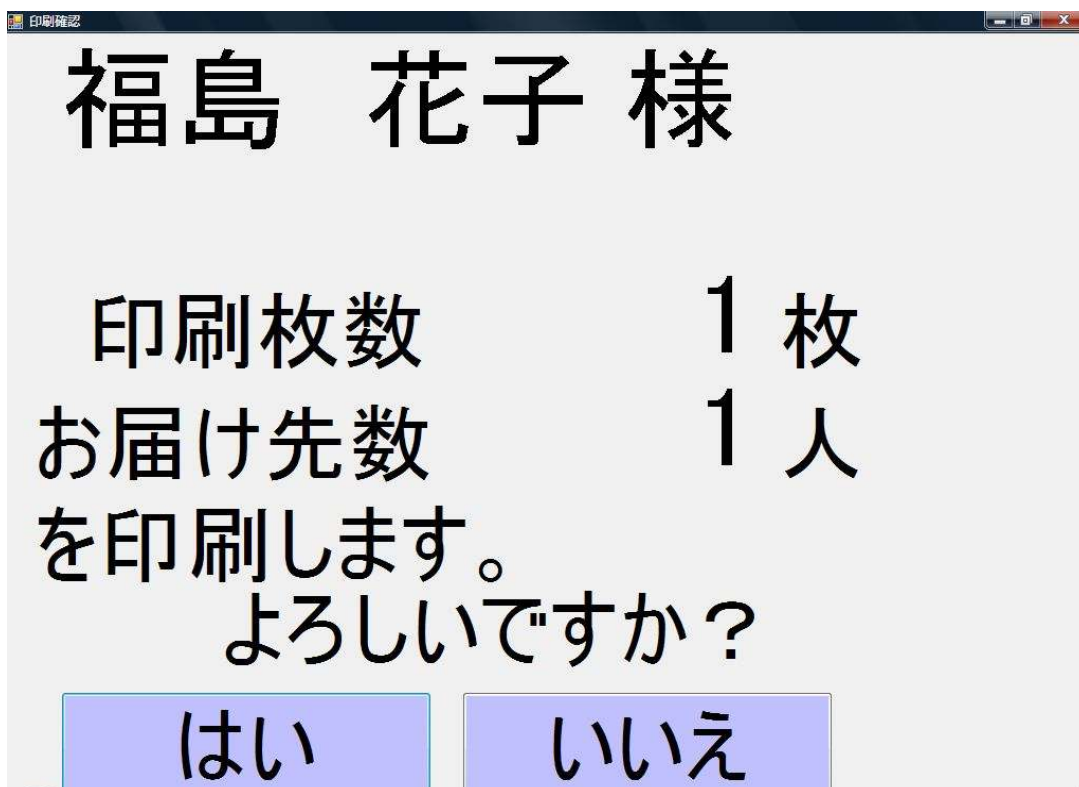 印刷確認
福島　花子 様
印刷枚数 1 枚
お届け先数 1 人
を印刷します。
よろしいですか？
はい いいえ